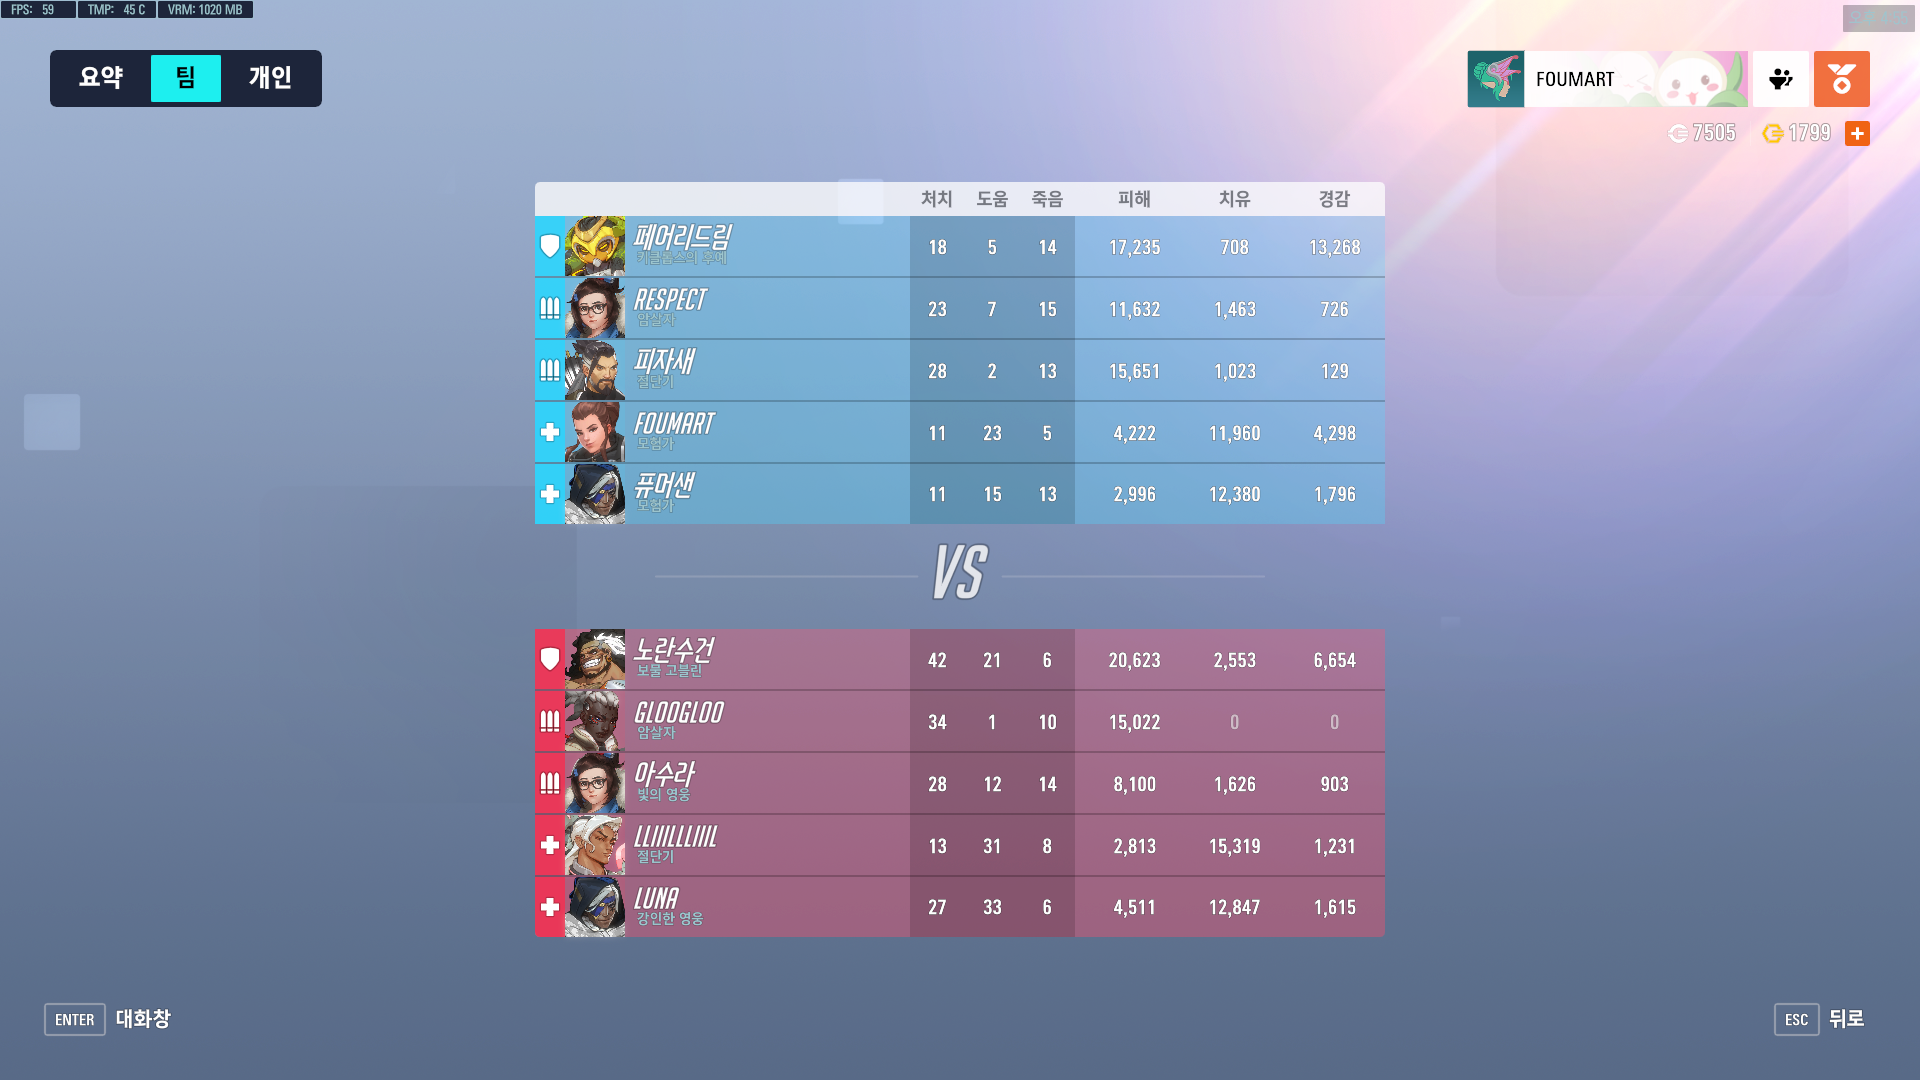 FPS: 59 TMP: 45 C VRM: 1020 MB
요약 팀 개인
FOUMART
7505 1799
처치 도움 죽음 피해 치유 경감
페어리드림 18 5 14 17,235 708 13,268
키클롭스의 후예
RESPECT 23 7 15 11,632 1,463 726
암살자
피자새 28 2 13 15,651 1,023 129
절단기
FOUMART 11 23 5 4,222 11,960 4,298
모험가
퓨머샌 11 15 13 2,996 12,380 1,796
모험가
VS
노란수건 42 21 6 20,623 2,553 6,654
보물 고블린
GLOOGLOO 34 1 10 15,022 0 0
암살자
아수라 28 12 14 8,100 1,626 903
빛의 영웅
LLIIILLLIIIL 13 31 8 2,813 15,319 1,231
절단기
LUNA 27 33 6 4,511 12,847 1,615
강인한 영웅
ENTER 대화창
ESC 뒤로